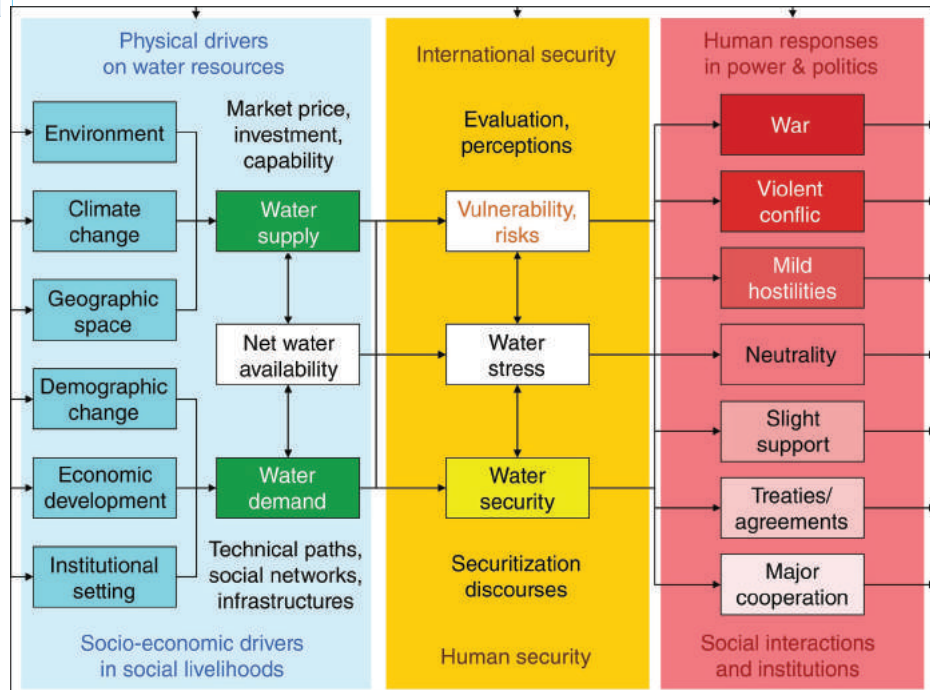 Physical drivers
on water resources
Environment
Climate
change
Geographic
space
Demographic
change
Economic
development
Institutional
setting
Market price,
investment,
capability
Water
supply
Net water
availability
Water
demand
Technical paths,
social networks,
infrastructures
Socio-economic drivers
in social livelihoods
International security
Evaluation,
perceptions
Vulnerability,
risks
Water
stress
Water
security
Securitization
discourses
Human security
Human responses
in power & politics
War
Violent
conflic
Mild
hostilities
Neutrality
Slight
support
Treaties/
agreements
Major
cooperation
Social interactions
and institutions